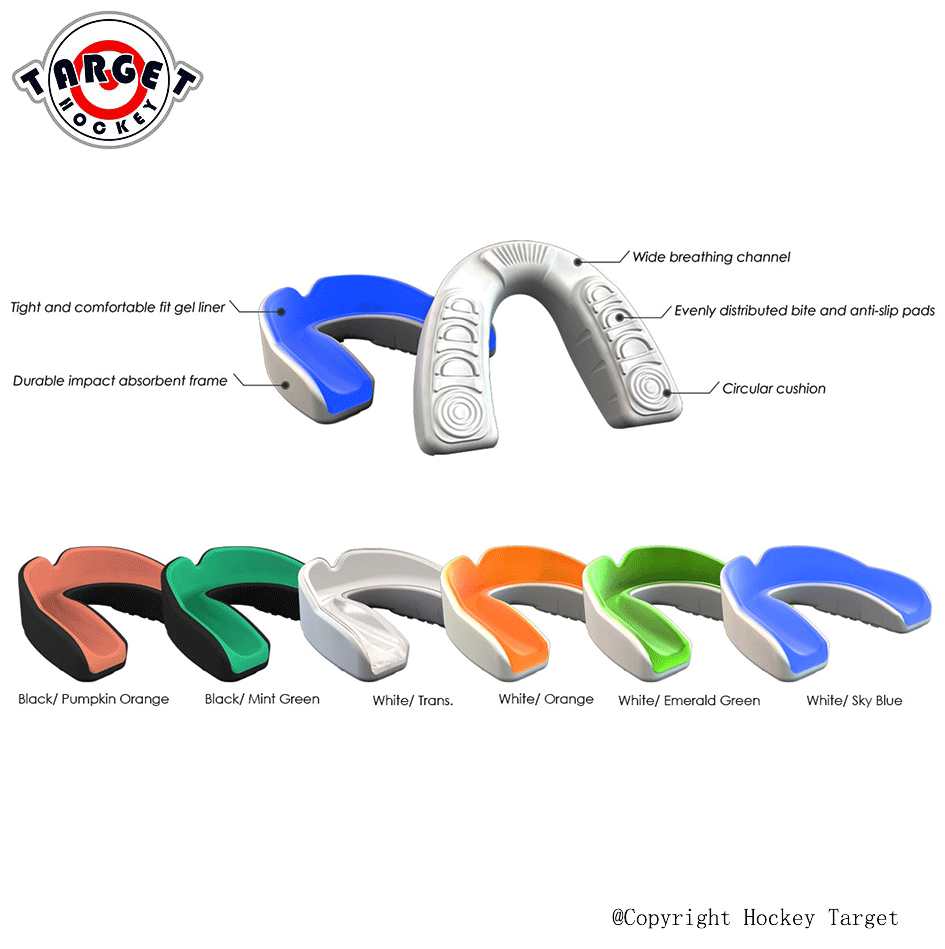 TARGET
HOCKEY
Wide breathing channel
Tight and comfortable fit gel liner
Evenly distributed bite and anti-slip pads
Durable impact absorbent frame
Circular cushion
Black/ Pumpkin Orange
Black/ Mint Green
White/ Trans.
White/ Orange
White/ Emerald Green
White/ Sky Blue
@Copyright Hockey Target